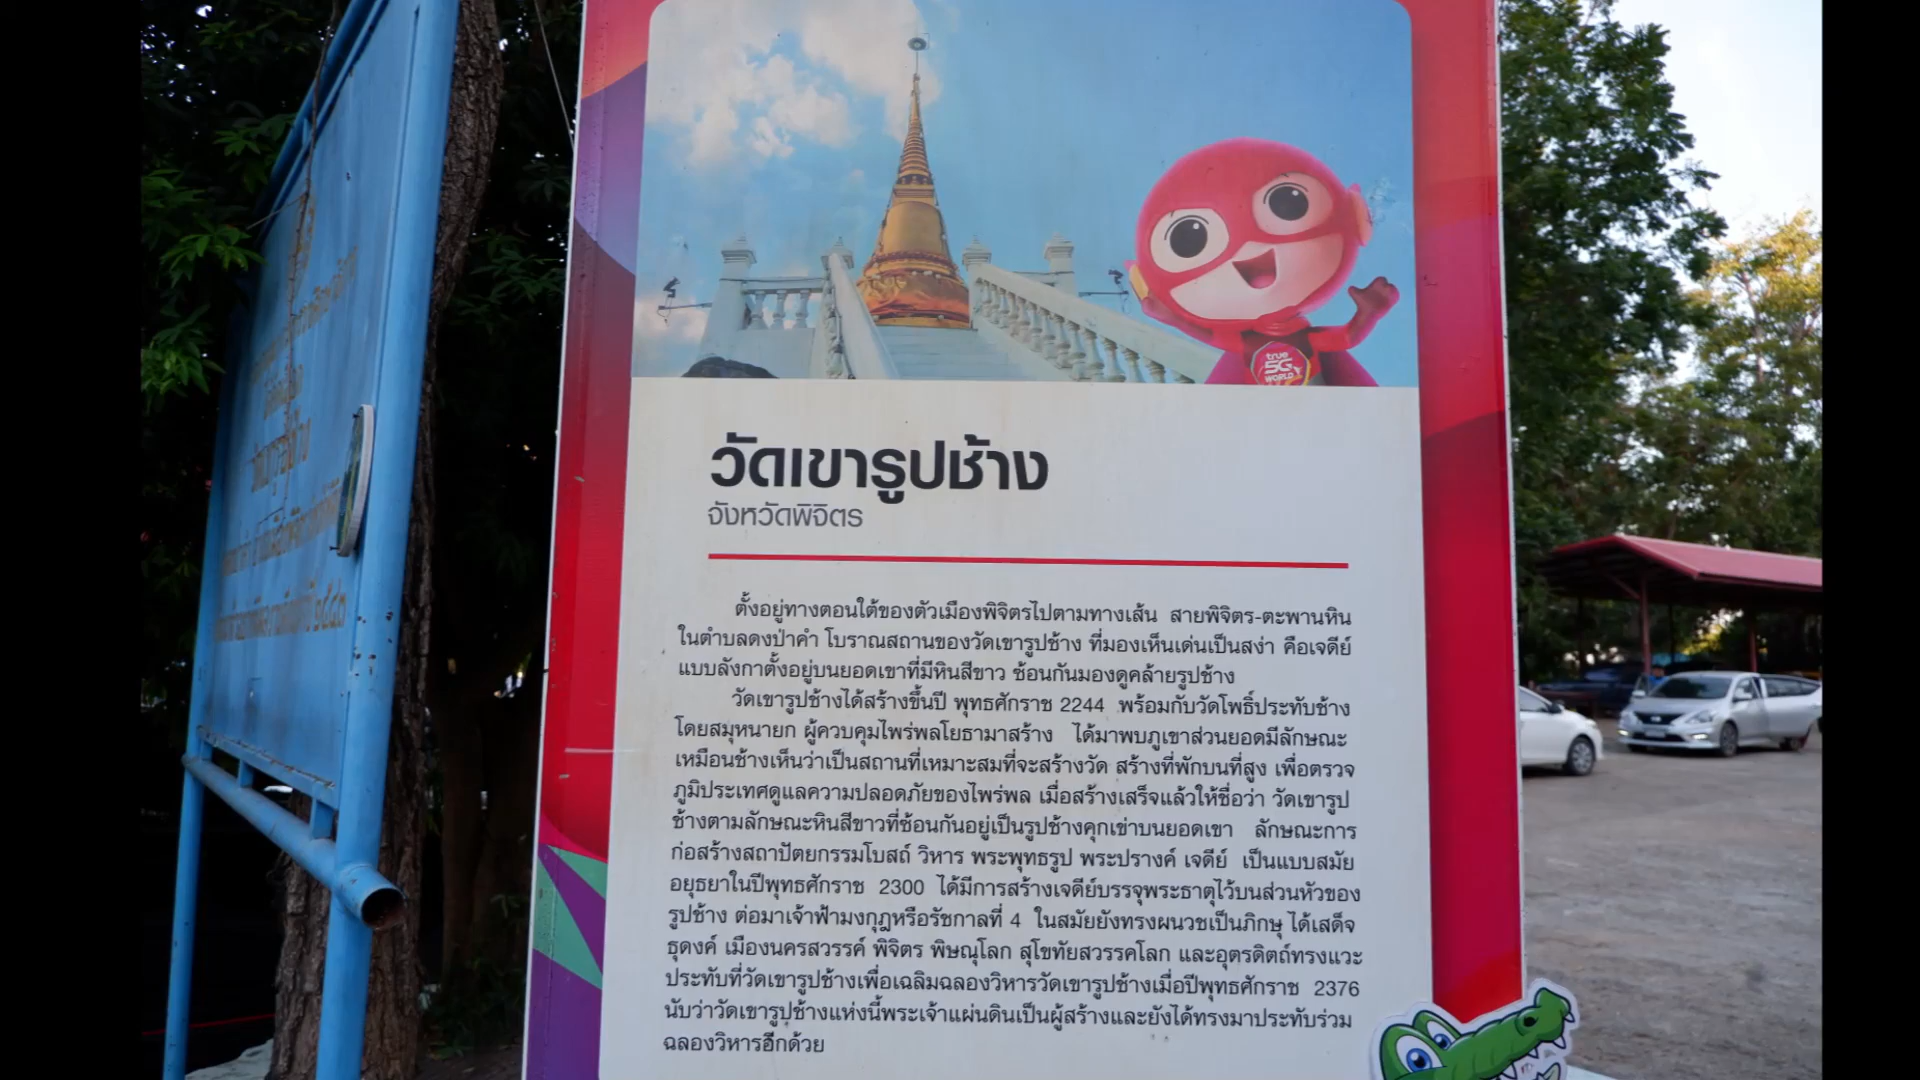 true
5G
WORLD
วัดเขารูปช้าง
จังหวัดพิจิตร
ตั้งอยู่ทางตอนใต้ของตัวเมืองพิจิตรไปตามทางเส้น สายพิจิตร-ตะพานหิน
ในตำบลดงป่าคำ โบราณสถานของวัดเขารูปช้าง ที่มองเห็นเด่นเป็นสง่า คือเจดีย์
แบบลังกาตั้งอยู่บนยอดเขาที่มีหินสีขาว ซ้อนกันมองดูคล้ายรูปช้าง
วัดเขารูปช้างได้สร้างขึ้นปี พุทธศักราช 2244 พร้อมกับวัดโพธิ์ประทับช้าง
โดยสมุหนายก ผู้ควบคุมไพร่พลโยธามาสร้าง ได้มาพบภูเขาส่วนยอดมีลักษณะ
เหมือนช้างเห็นว่าเป็นสถานที่เหมาะสมที่จะสร้างวัด สร้างที่พักบนที่สูง เพื่อตรวจ
ภูมิประเทศดูแลความปลอดภัยของไพร่พล เมื่อสร้างเสร็จแล้วให้ชื่อว่า วัดเขารูป
ช้างตามลักษณะหินสีขาวที่ซ้อนกันอยู่เป็นรูปช้างคุกเข่าบนยอดเขา ลักษณะการ
ก่อสร้างสถาปัตยกรรมโบสถ์ วิหาร พระพุทธรูป พระปรางค์ เจดีย์ เป็นแบบสมัย
อยุธยาในปีพุทธศักราช 2300 ได้มีการสร้างเจดีย์บรรจุพระธาตุไว้บนส่วนหัวของ
รูปช้าง ต่อมาเจ้าฟ้ามงกุฎหรือรัชกาลที่ 4 ในสมัยยังทรงผนวชเป็นภิกษุ ได้เสด็จ
ธุดงค์ เมืองนครสวรรค์ พิจิตร พิษณุโลก สุโขทัยสวรรคโลก และอุตรดิตถ์ทรงแวะ
ประทับที่วัดเขารูปช้างเพื่อเฉลิมฉลองวิหารวัดเขารูปช้างเมื่อปีพุทธศักราช 2376
นับว่าวัดเขารูปช้างแห่งนี้พระเจ้าแผ่นดินเป็นผู้สร้างและยังได้ทรงมาประทับร่วม
ฉลองวิหารอีกด้วย